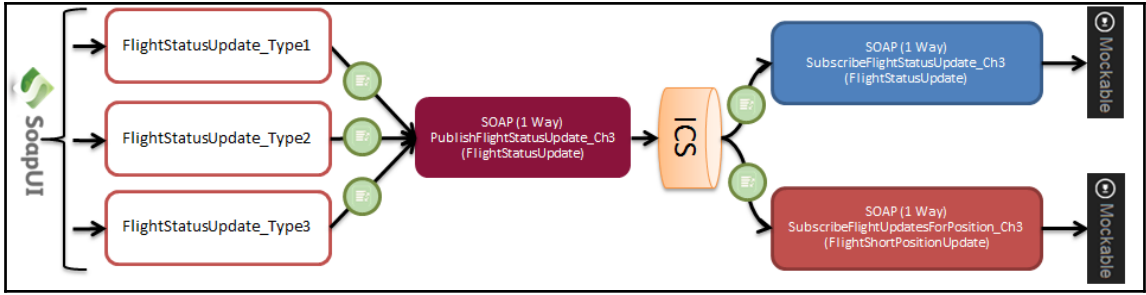 SoapUI
FlightStatusUpdate_Type1
FlightStatusUpdate_Type2
FlightStatusUpdate_Type3
SOAP (1 Way)
PublishFlightStatusUpdate_Ch3
(FlightStatusUpdate)
ICS
SOAP (1 Way)
SubscribeFlightStatusUpdate_Ch3
(FlightStatusUpdate)
Mockable
SOAP (1 Way)
SubscribeFlightUpdatesForPosition_Ch3
(FlightShortPositionUpdate)
Mockable